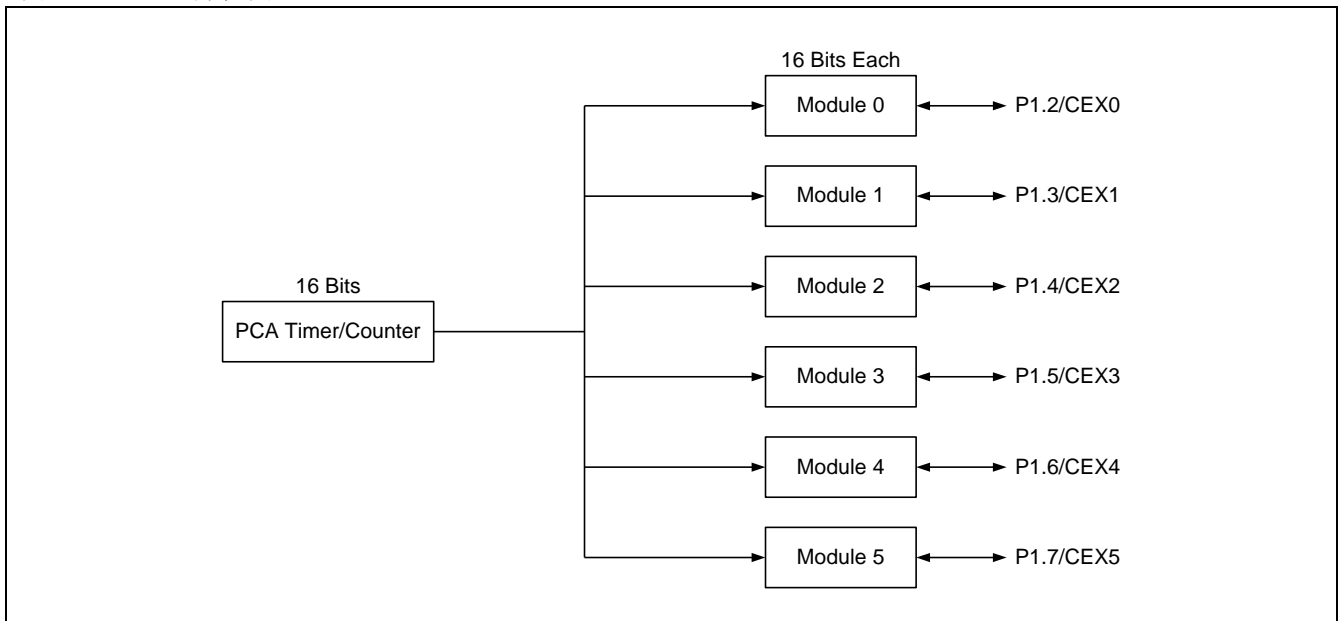 16 Bits Each
Module 0
P1.2/CEX0
Module 1
P1.3/CEX1
Module 2
P1.4/CEX2
16 Bits
PCA Timer/Counter
Module 3
P1.5/CEX3
Module 4
P1.6/CEX4
Module 5
P1.7/CEX5